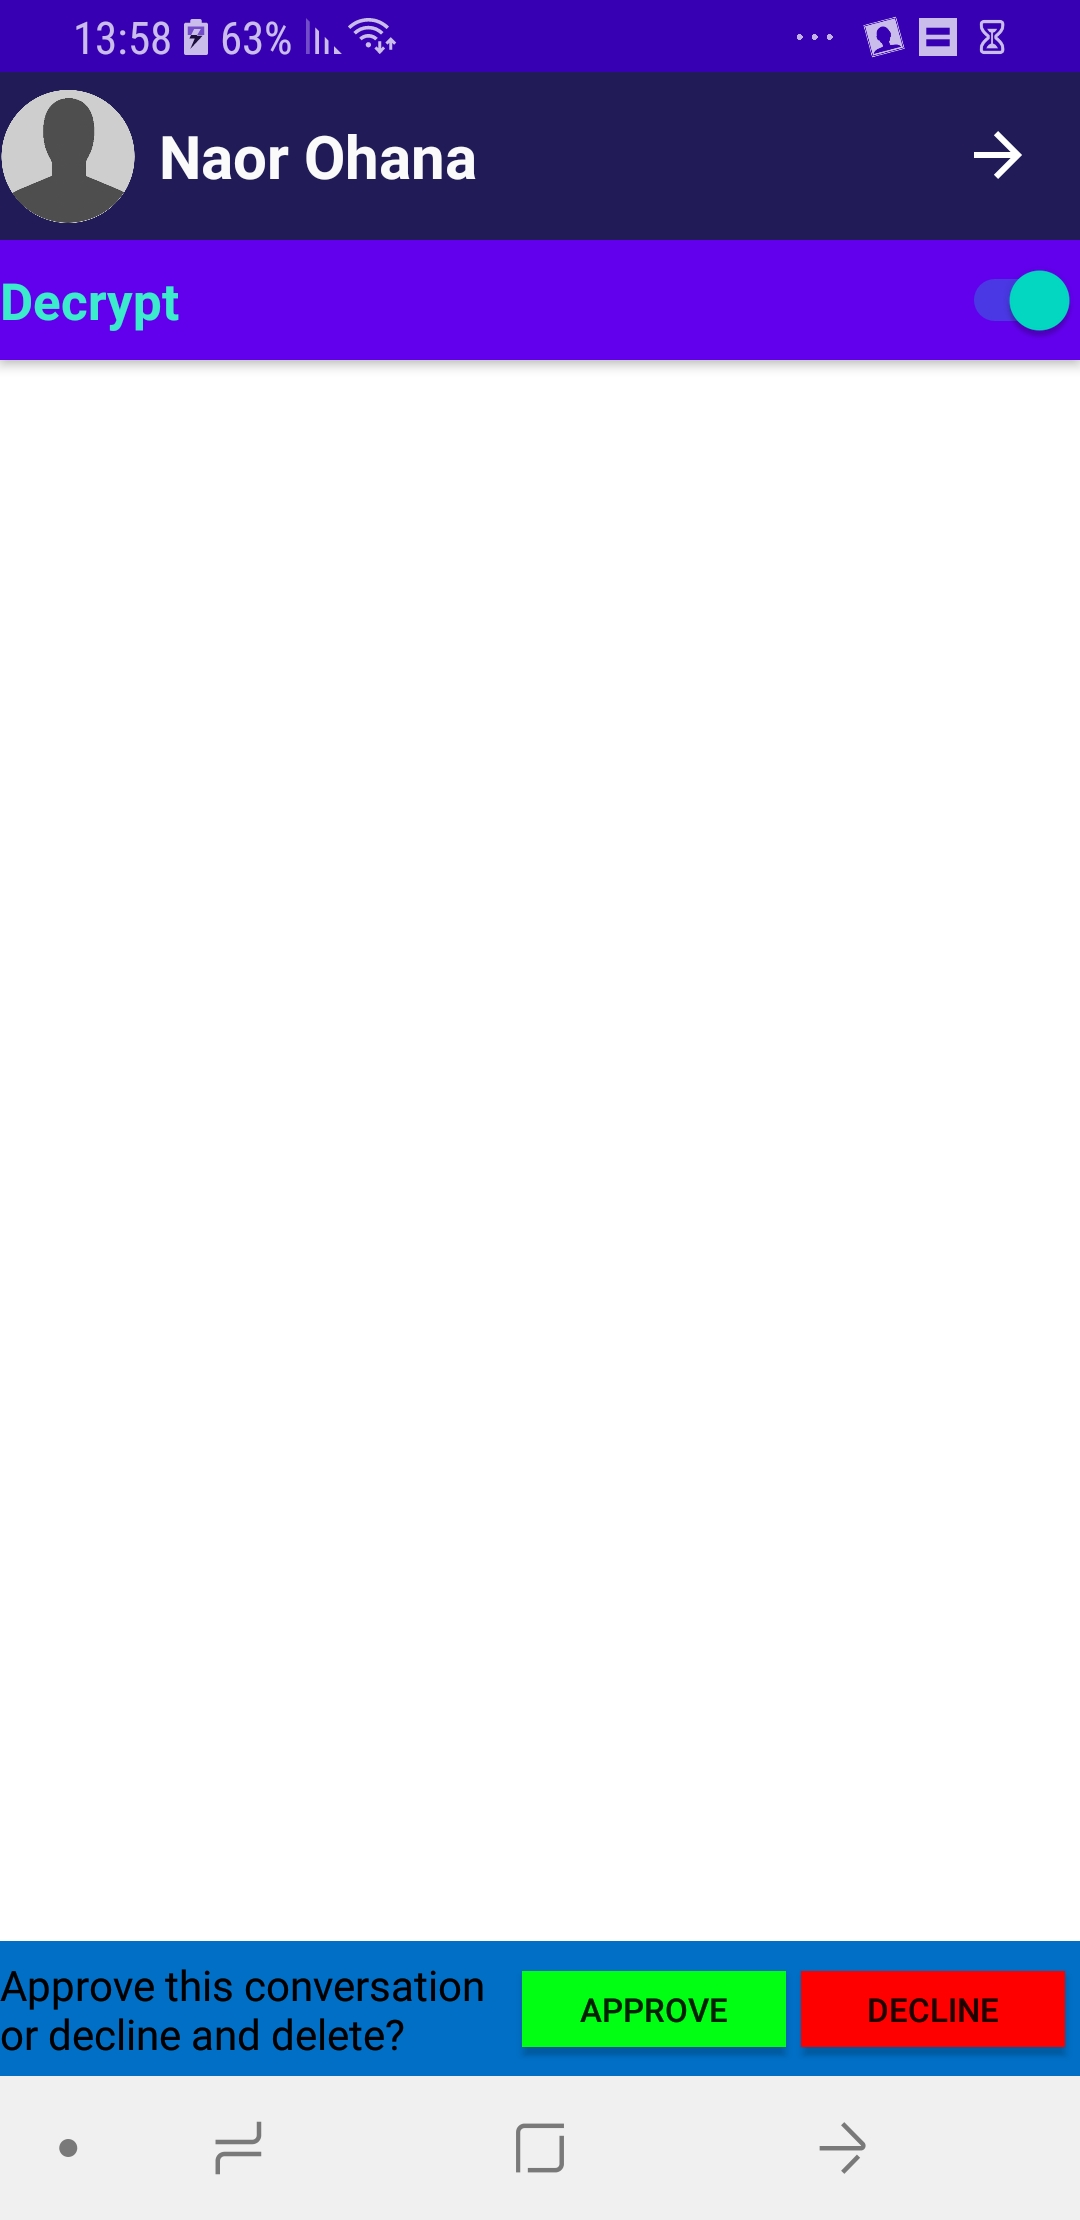 13:58 63%
Naor Ohana
Decrypt
Approve this conversation
or decline and delete?
APPROVE
DECLINE